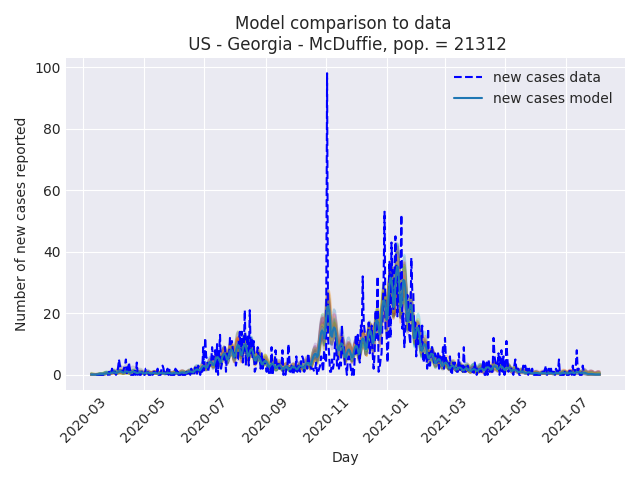 Model comparison to data
US - Georgia - McDuffie, pop. = 21312
new cases data
new cases model
Number of new cases reported
100
80
60
40
20
0
2020-03
2020-05
2020-07
2020-09
2020-11
2021-01
2021-03
2021-05
2021-07
Day